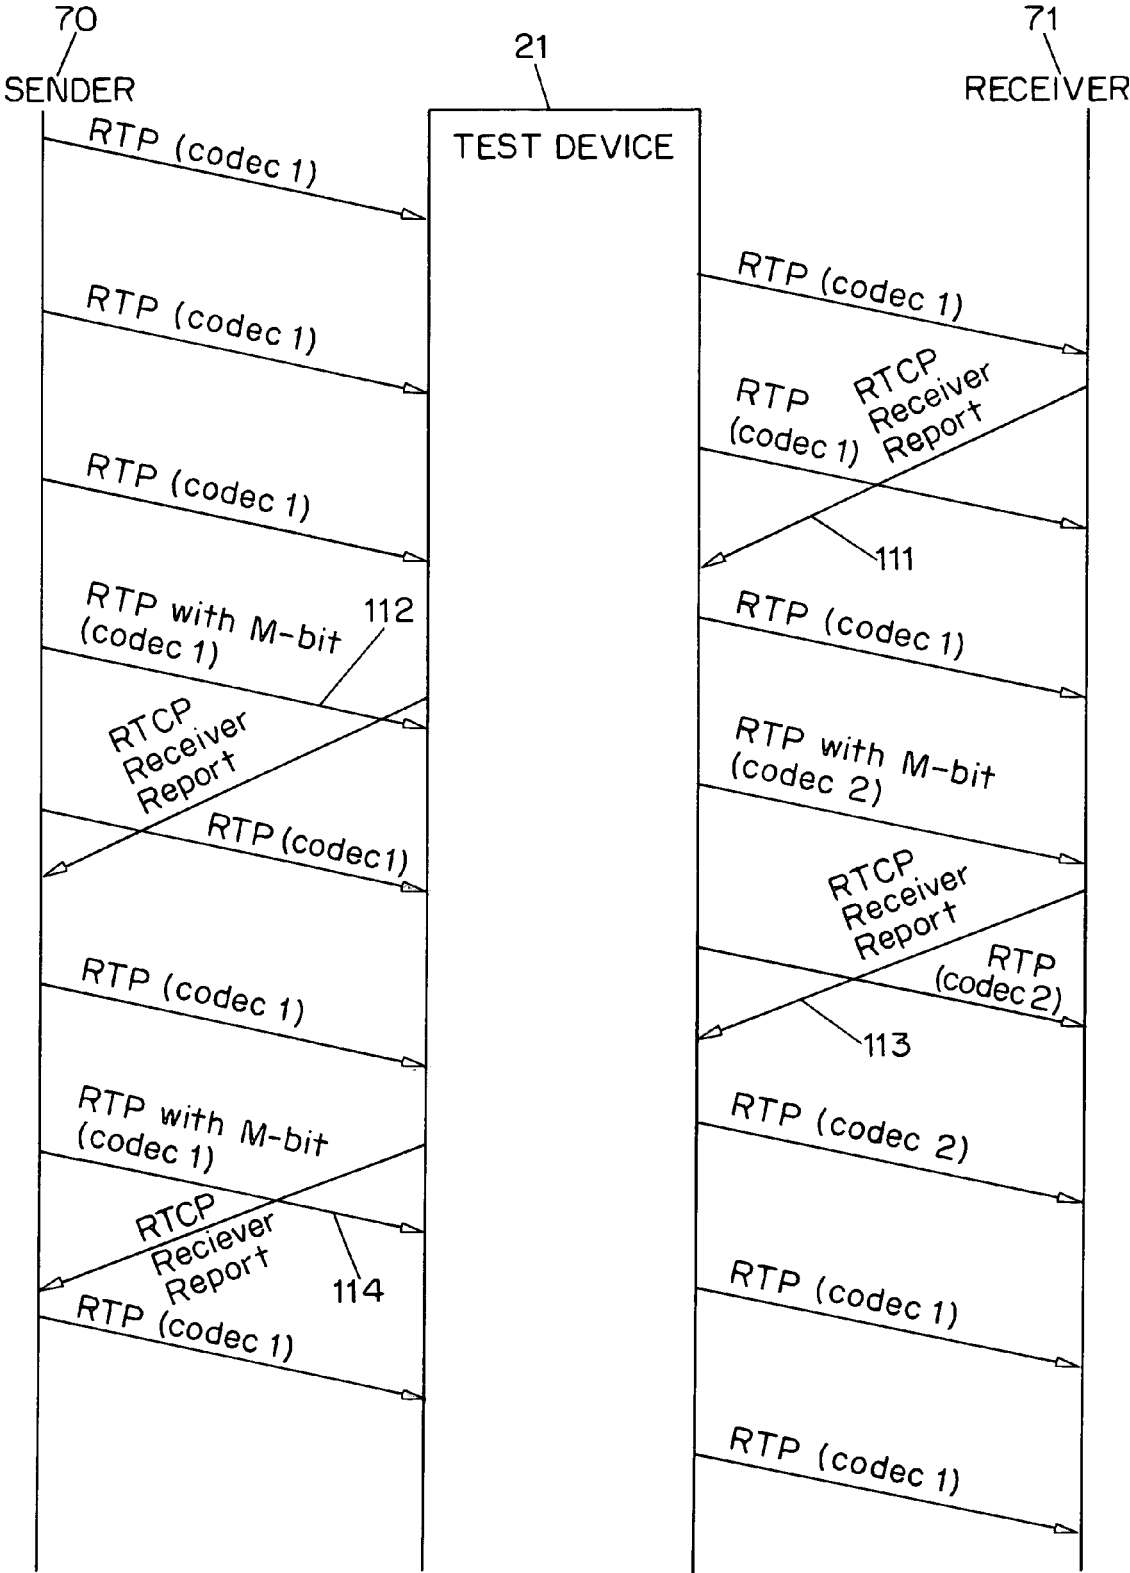 70
71
21
SENDER
RECEIVER
TEST DEVICE
RTP (codec 1)
RTP (codec 1)
RTP (codec 1)
RTCP
Receiver
Report
RTP
(codec 1)
RTP (codec 1)
111
RTP with M-bit
(codec 1)
112
RTP (codec 1)
RTCP
Receiver
Report
RTP with M-bit
(codec 2)
RTP (codec 1)
RTCP
Receiver
Report
RTP
(codec 2)
RTP (codec 1)
113
RTP with M-bit
(codec 1)
RTP (codec 2)
RTCP
Reciever
Report
114
RTP (codec 1)
RTP (codec 1)
RTP (codec 1)